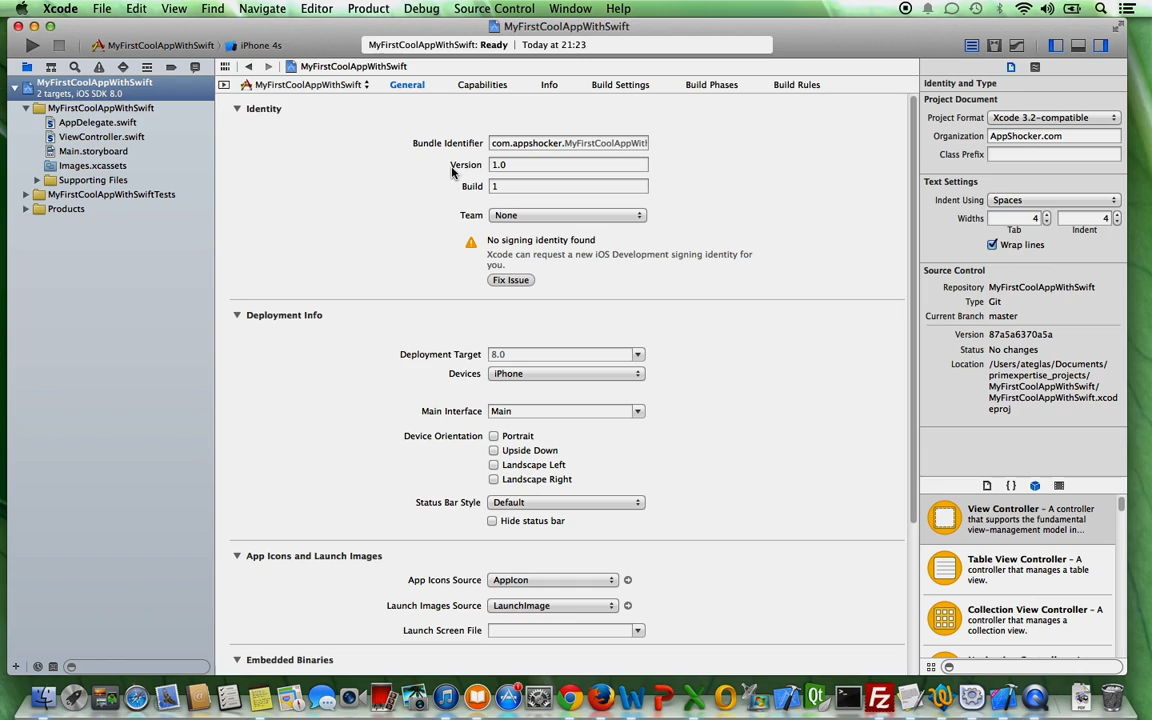 Xcode File Edit View Find Navigate Editor Product Debug Source Control Window Help
MyFirstCoolAppWithSwift
MyFirstCoolAppWithSwift iPhone 4s
MyFirstCoolAppWithSwift: Ready Today at 21:23
MyFirstCoolAppWithSwift
2 targets, iOS SDK 8.0
MyFirstCoolAppWithSwift
AppDelegate.swift
ViewController.swift
Main.storyboard
Images.xcassets
Supporting Files
MyFirstCoolAppWithSwiftTests
Products
MyFirstCoolAppWithSwift
MyFirstCoolAppWithSwift General Capabilities Info Build Settings Build Phases Build Rules
Identity
Bundle Identifier com.appshocker.MyFirstCoolAppWith
Version 1.0
Build 1
Team None
No signing identity found
Xcode can request a new iOS Development signing identity for
you.
Fix Issue
Deployment Info
Deployment Target 8.0
Devices iPhone
Main Interface Main
Device Orientation Portrait
Upside Down
Landscape Left
Landscape Right
Status Bar Style Default
Hide status bar
App Icons and Launch Images
App Icons Source AppIcon
Launch Images Source LaunchImage
Launch Screen File
Embedded Binaries
Identity and Type
Project Document
Project Format Xcode 3.2-compatible
Organization AppShocker.com
Class Prefix
Text Settings
Indent Using Spaces
Widths 4 4
Tab Indent
Wrap lines
Source Control
Repository MyFirstCoolAppWithSwift
Type Git
Current Branch master
Version 87a5a6370a5a
Status No changes
Location /Users/ateglas/Documents/
primexpertise_projects/
MyFirstCoolAppWithSwift/
MyFirstCoolAppWithSwift.xcod
eproj
View Controller - A controller
that supports the fundamental
view-management model in...
Table View Controller - A
controller that manages a table
view.
Collection View Controller - A
controller that manages a
collection view.